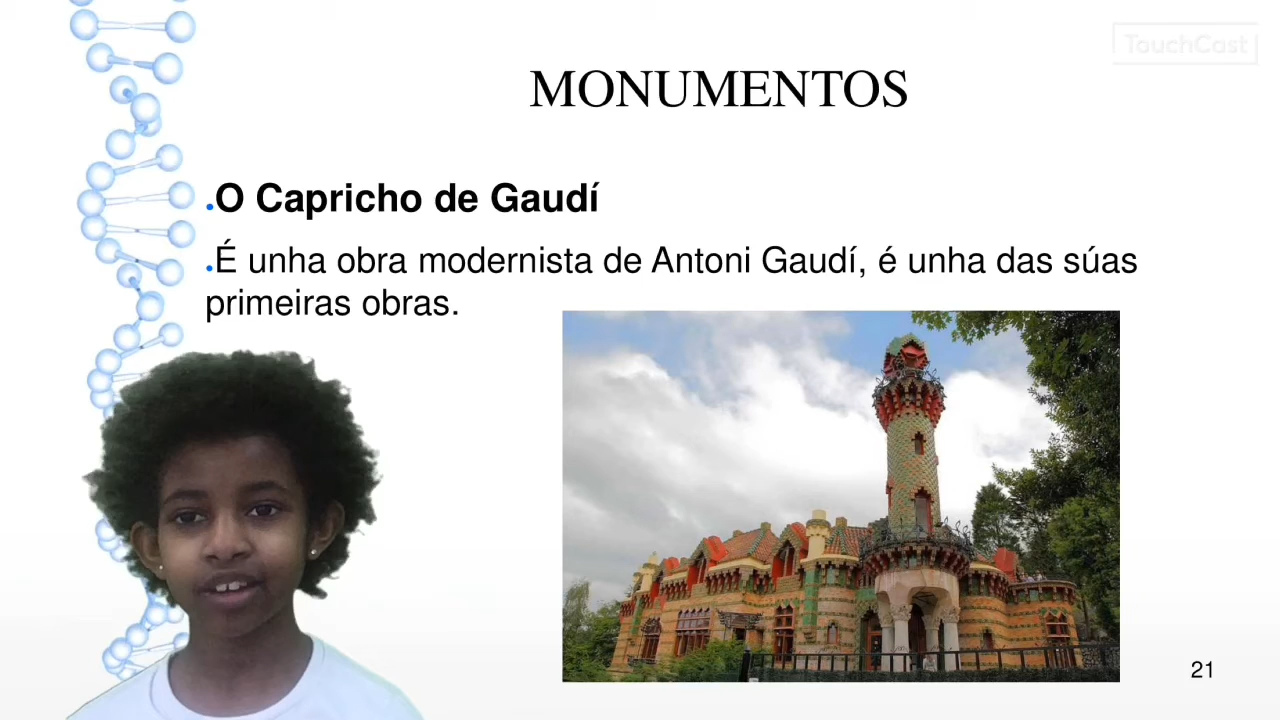 TouchCast
MONUMENTOS
.O Capricho de Gaudí
.É unha obra modernista de Antoni Gaudí, é unha das súas
primeiras obras.
21